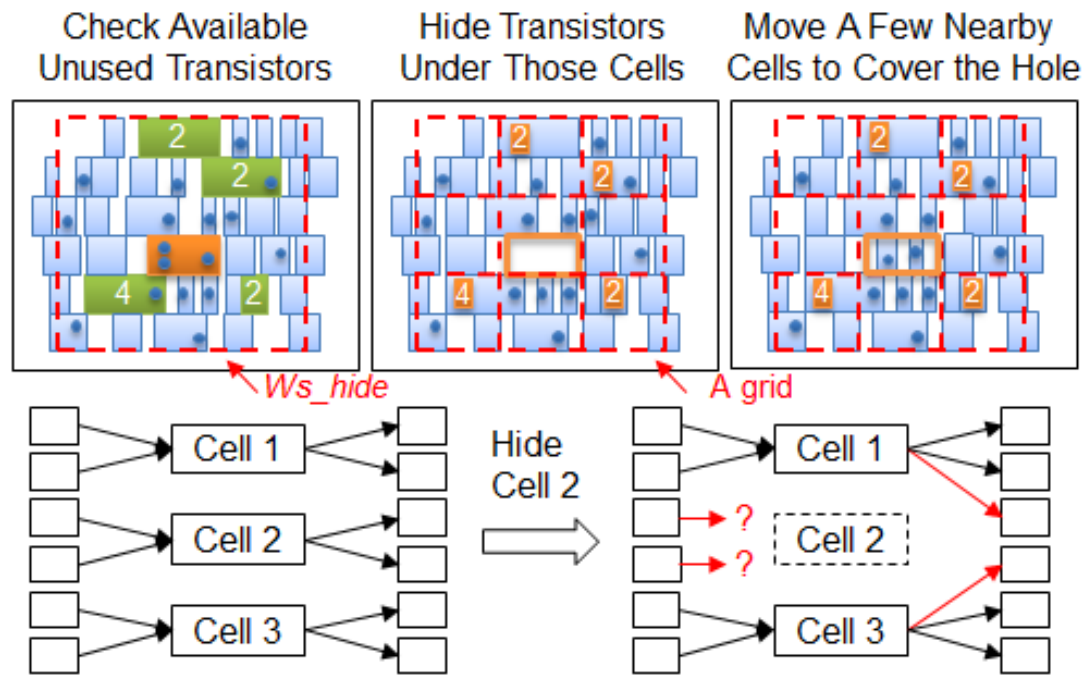 Check Available
Unused Transistors
Hide Transistors
Under Those Cells
Move A Few Nearby
Cells to Cover the Hole
2
2
4
2
2
2
4
2
2
2
4
2
Ws_hide
A grid
Cell 1
Cell 2
Cell 3
Hide
Cell 2
Cell 1
?
Cell 2
?
Cell 3